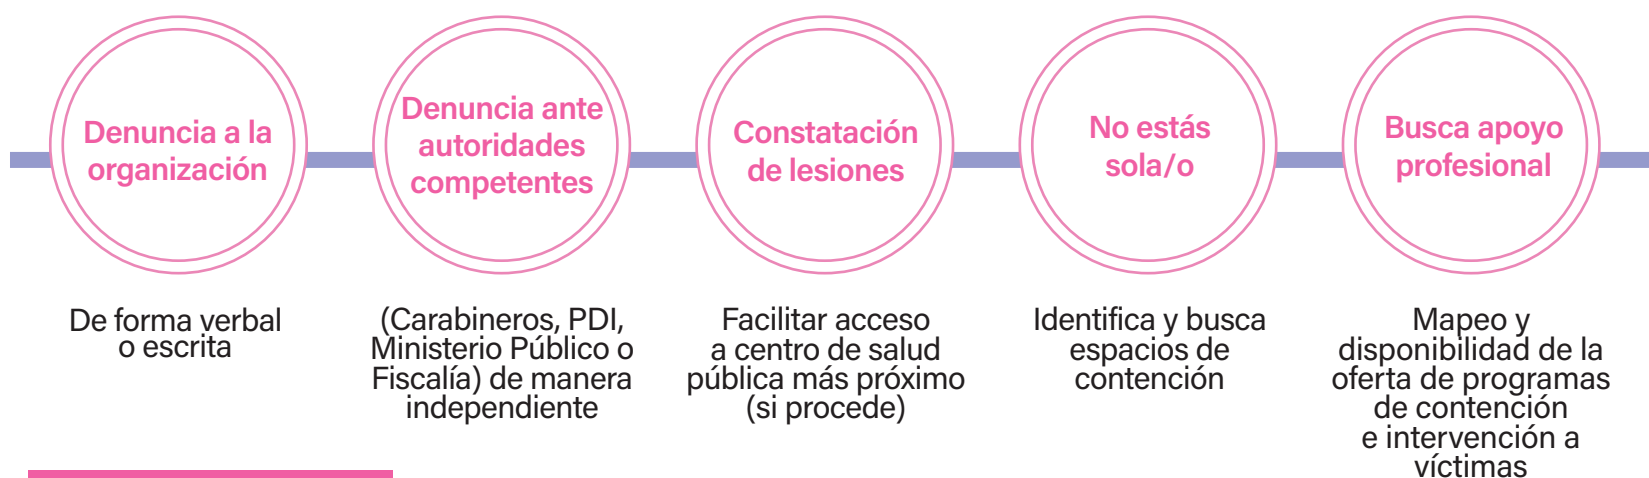 Denuncia a la
organización
De forma verbal
o escrita
Denuncia ante
autoridades
competentes
(Carabineros, PDI,
Ministerio Público o
Fiscalía) de manera
independiente
Constatación
de lesiones
Facilitar acceso
a centro de salud
pública más próximo
(si procede)
No estás
sola/o
Identifica y busca
espacios de
contención
Busca apoyo
profesional
Mapeo y
disponibilidad de la
oferta de programas
de contención
e intervención a
víctimas